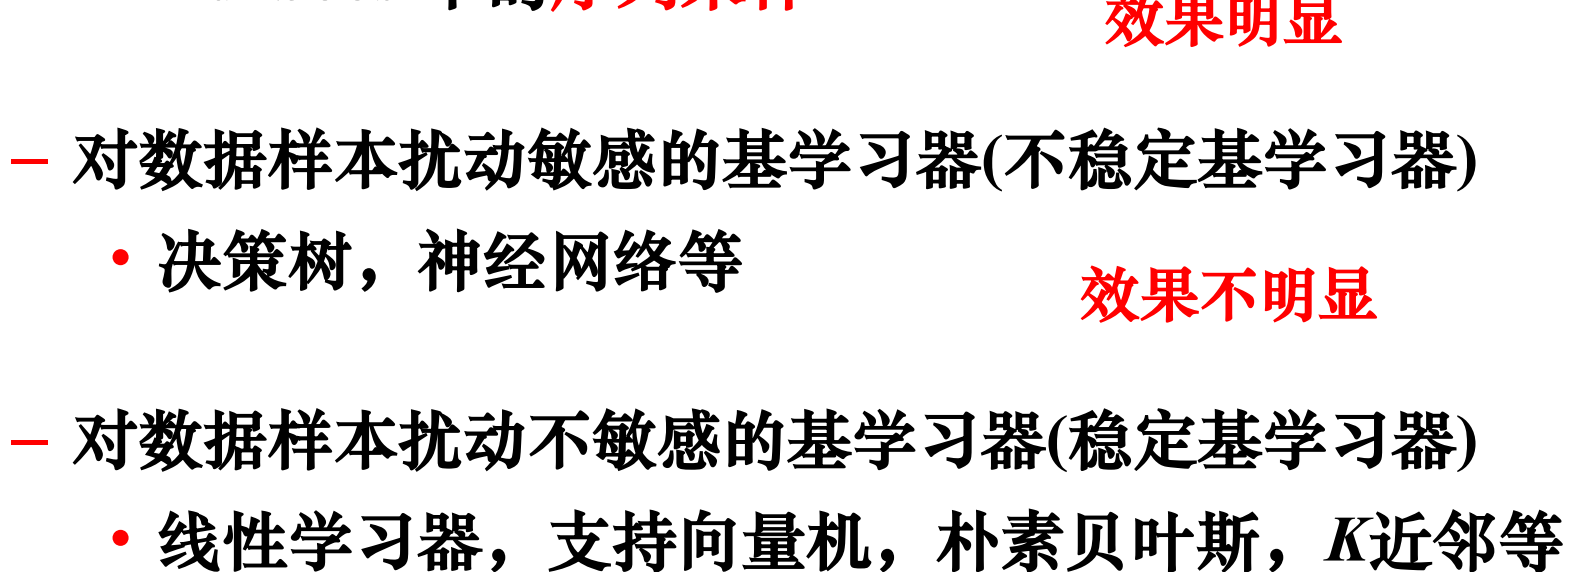 效果明显
– 对数据样本扰动敏感的基学习器(不稳定基学习器)
• 决策树，神经网络等
效果不明显
– 对数据样本扰动不敏感的基学习器(稳定基学习器)
• 线性学习器，支持向量机，朴素贝叶斯，K近邻等